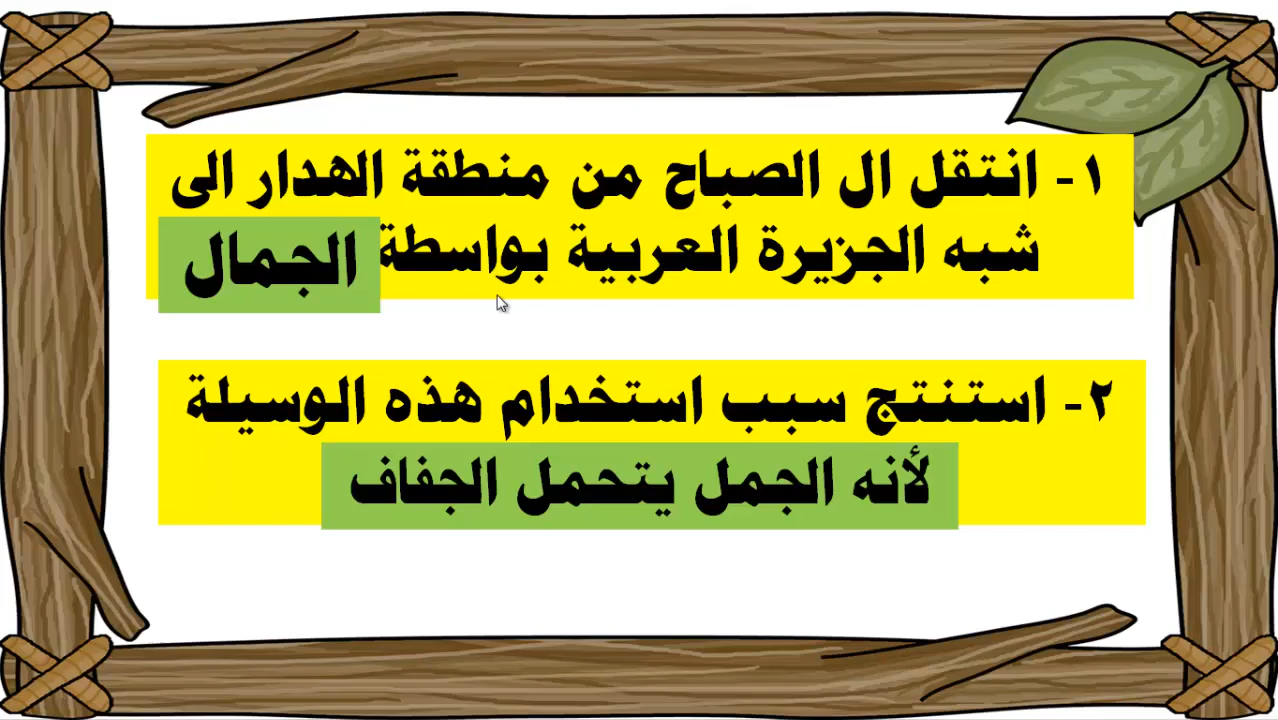 ١- انتقل ال الصباح من منطقة الهدار الى
شبه الجزيرة العربية بواسطة الجمال
٢- استنتج سبب استخدام هذه الوسيلة
لأنه الجمل يتحمل الجفاف